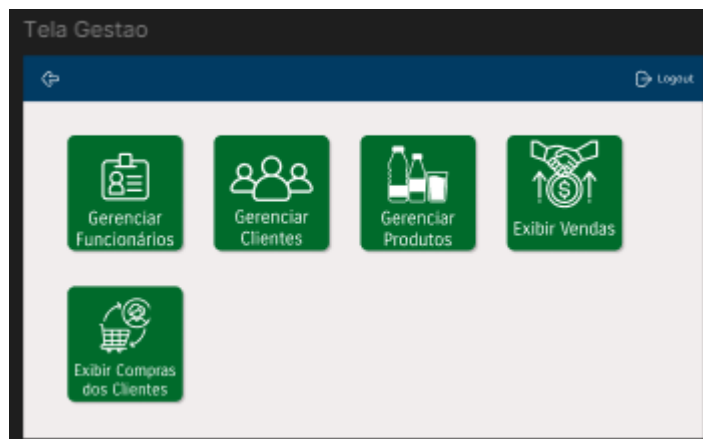 Tela Gestao
Logout
Gerenciar
Funcionários
Gerenciar
Clientes
Gerenciar
Produtos
Exibir Vendas
Exibir Compras
dos Clientes